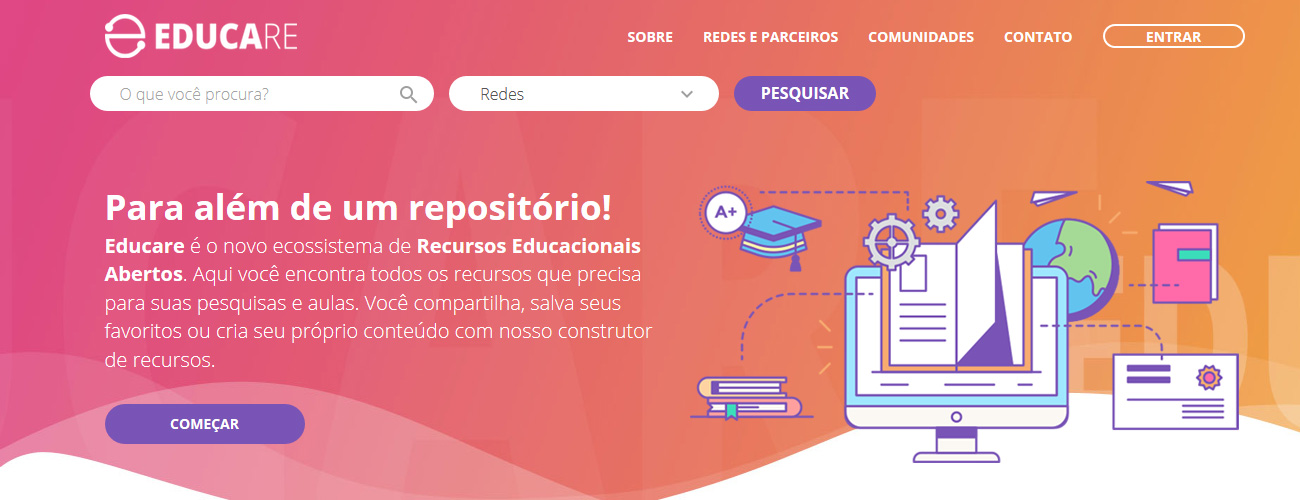 EDUCARE
SOBRE
REDES E PARCEIROS
COMUNIDADES
CONTATO
ENTRAR
O que você procura?
Redes
PESQUISAR
Para além de um repositório!
Educare é o novo ecossistema de Recursos Educacionais
Abertos. Aqui você encontra todos os recursos que precisa
para suas pesquisas e aulas. Você compartilha, salva seus
favoritos ou cria seu próprio conteúdo com nosso construtor
de recursos.
COMEÇAR
A+